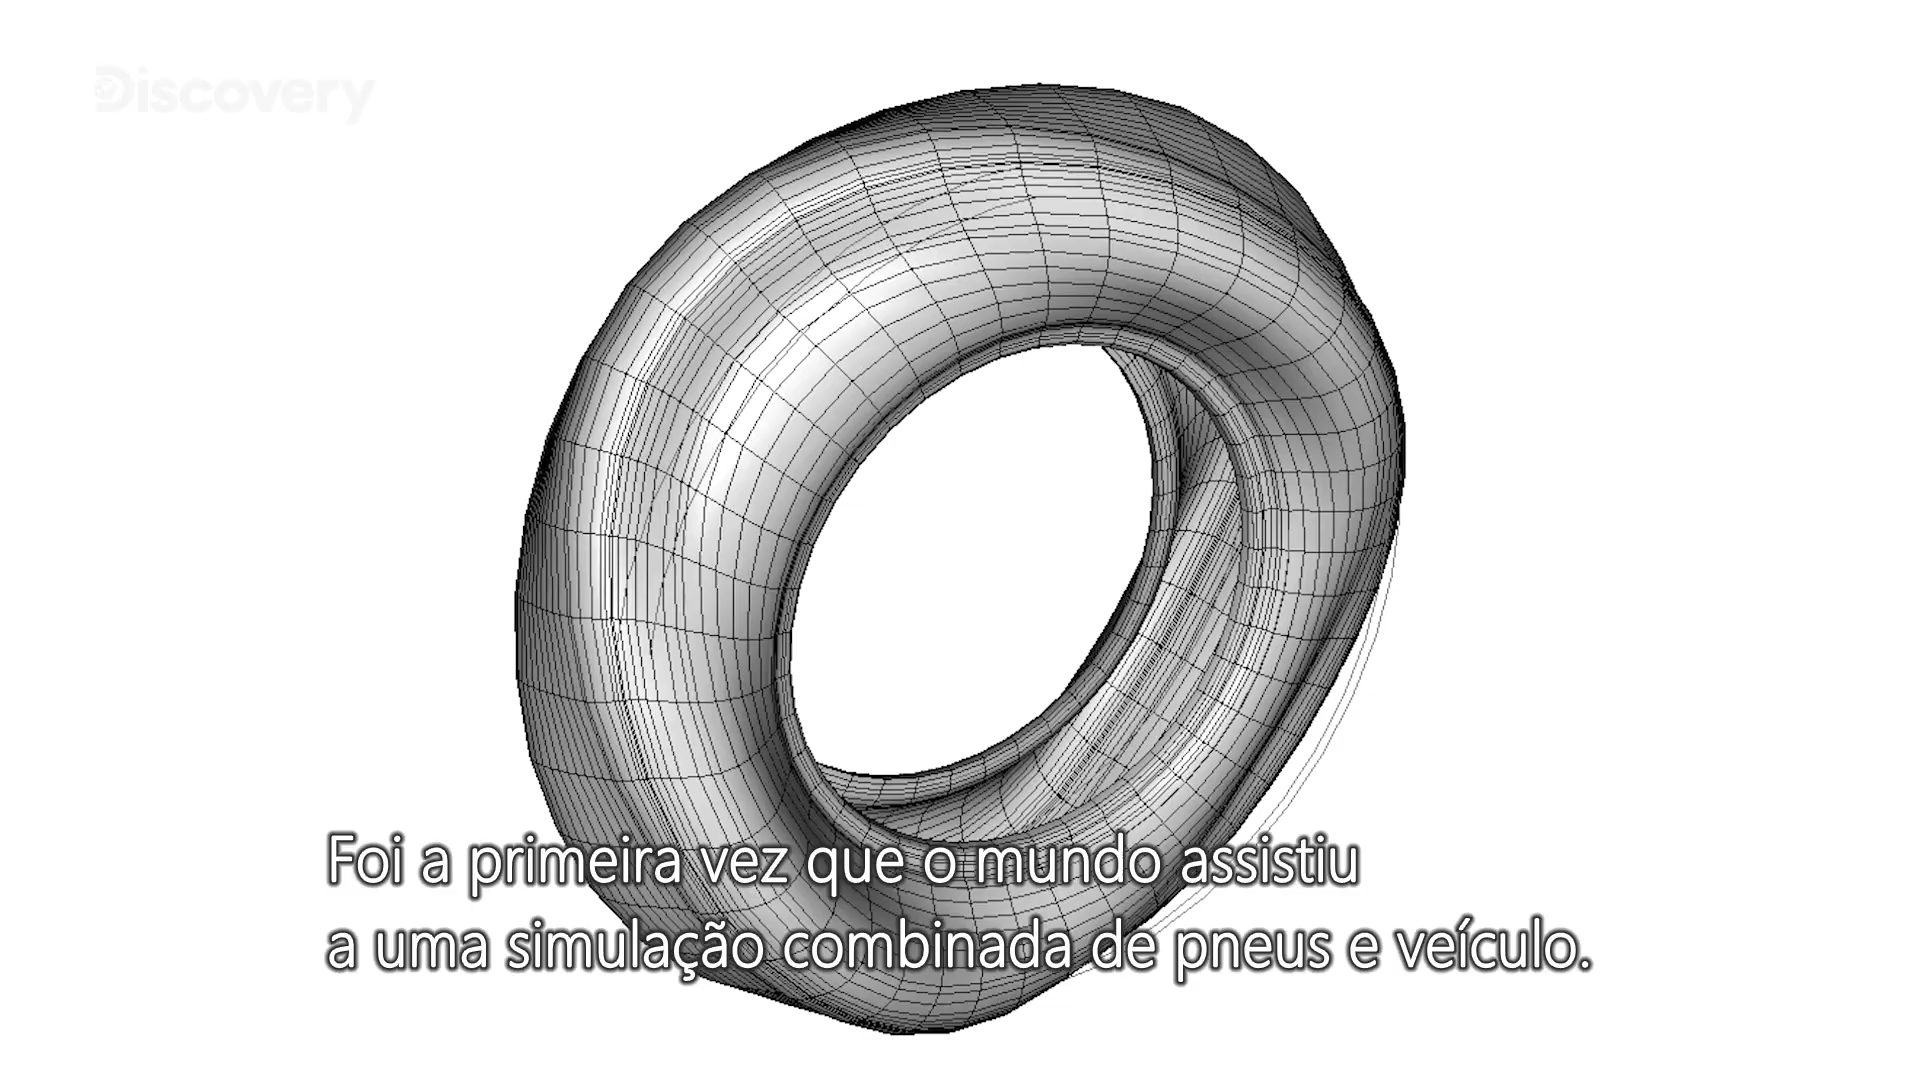 Discovery
Foi a primeira vez que o mundo assistiu
a uma simulação combinada de pneus e veículo.